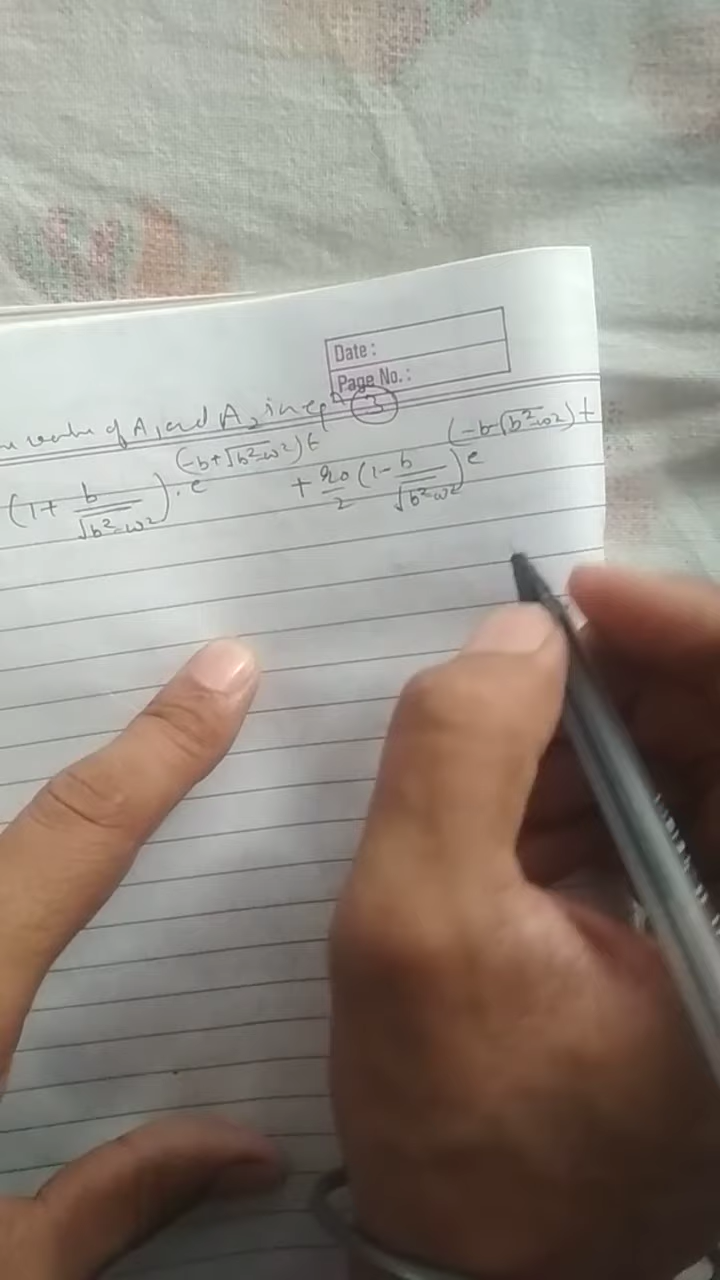 Date :
Page No. :
value of A₁ and A₂ in eqⁿ ③
(1 + b/√b²-ω²) . e^(-b+√b²-ω²)t + x₀/2 (1 - b/√b²-ω²) e^(-b-√b²-ω²)t